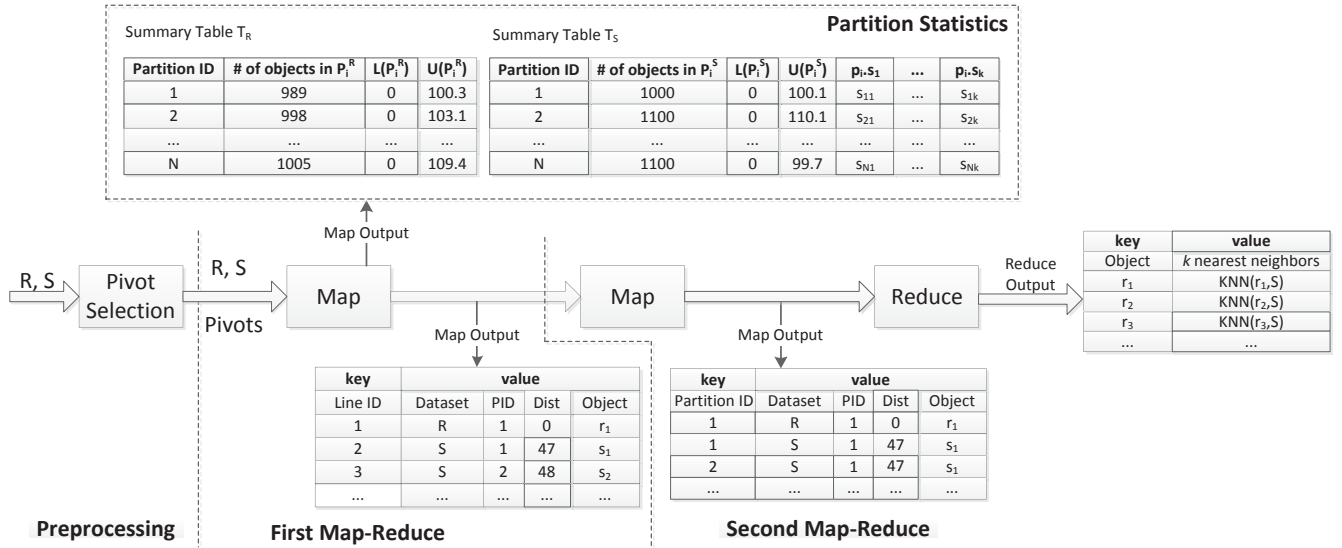 Partition Statistics
Summary Table T_R
Partition ID # of objects in P_i^R L(P_i^R) U(P_i^R)
1 989 0 100.3
2 998 0 103.1
... ... ... ...
N 1005 0 109.4
Summary Table T_S
Partition ID # of objects in P_i^S L(P_i^S) U(P_i^S) p_i.s_1 ... p_i.s_k
1 1000 0 100.1 s_11 ... s_1k
2 1100 0 110.1 s_21 ... s_2k
... ... ... ... ... ... ...
N 1100 0 99.7 s_N1 ... s_Nk
Map Output
R, S
Pivot
Selection
R, S
Pivots
Map
Map Output
Map
Map Output
Reduce
Reduce
Output
key value
Object k nearest neighbors
r_1 KNN(r_1,S)
r_2 KNN(r_2,S)
r_3 KNN(r_3,S)
... ...
key value
Line ID Dataset PID Dist Object
1 R 1 0 r_1
2 S 1 47 s_1
3 S 2 48 s_2
... ... ... ... ...
key value
Partition ID Dataset PID Dist Object
1 R 1 0 r_1
1 S 1 47 s_1
2 S 1 47 s_1
... ... ... ... ...
Preprocessing
First Map-Reduce
Second Map-Reduce